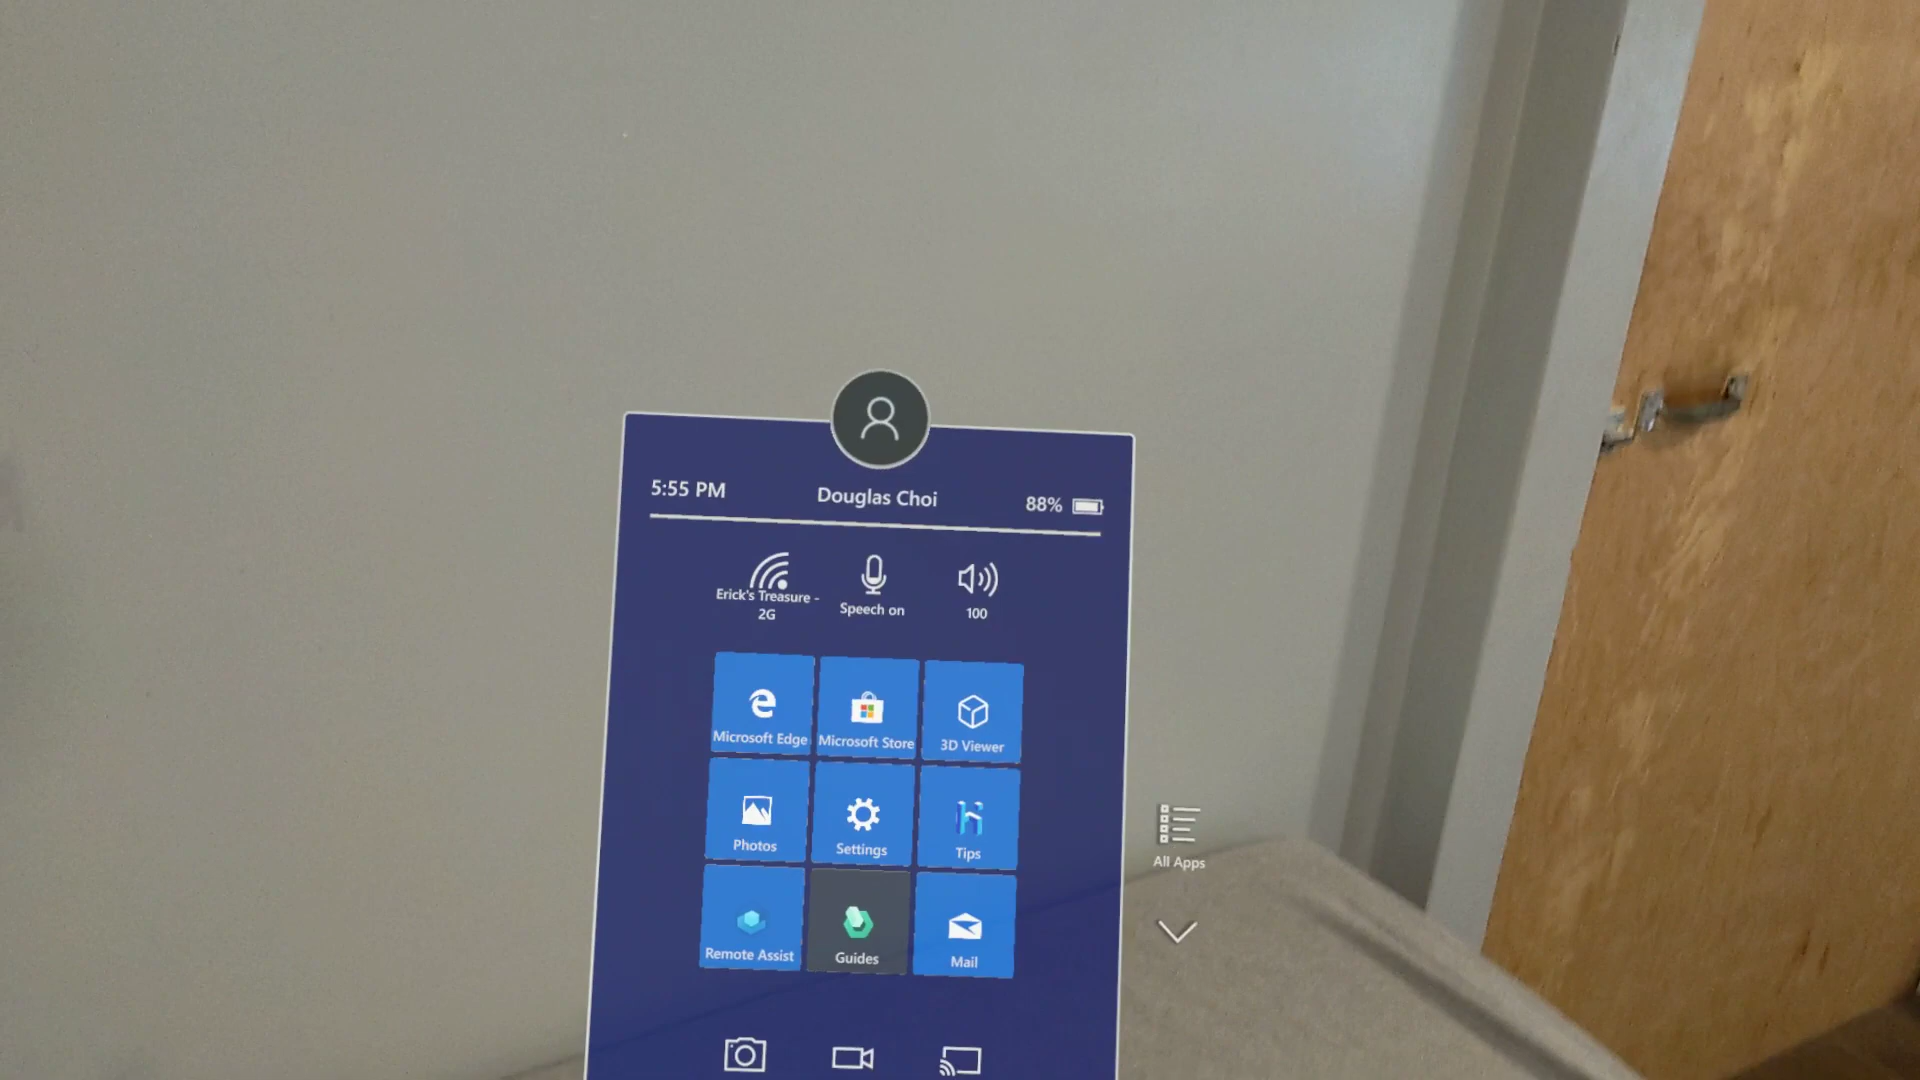 5:55 PM
Douglas Choi
88%
Erick's Treasure -
2G
Speech on
100
Microsoft Edge
Microsoft Store
3D Viewer
Photos
Settings
Tips
Remote Assist
Guides
Mail
All Apps